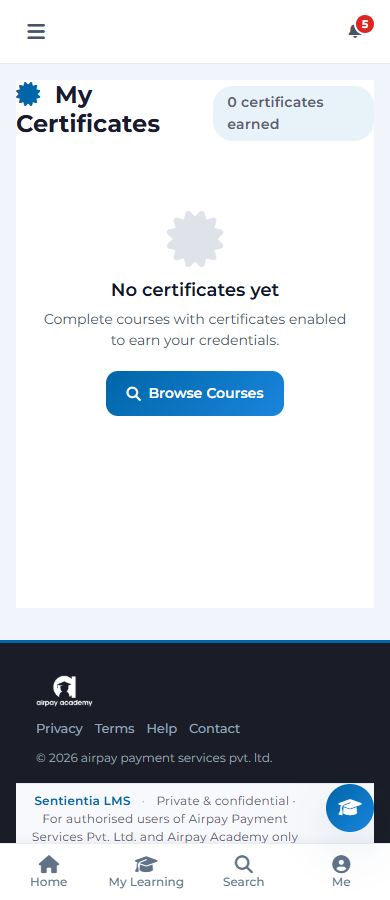 5
My
Certificates
0 certificates
earned
No certificates yet
Complete courses with certificates enabled
to earn your credentials.
Browse Courses
airpay academy
Privacy Terms Help Contact
© 2026 airpay payment services pvt. ltd.
Sentientia LMS · Private & confidential ·
For authorised users of Airpay Payment
Services Pvt. Ltd. and Airpay Academy only
Home My Learning Search Me